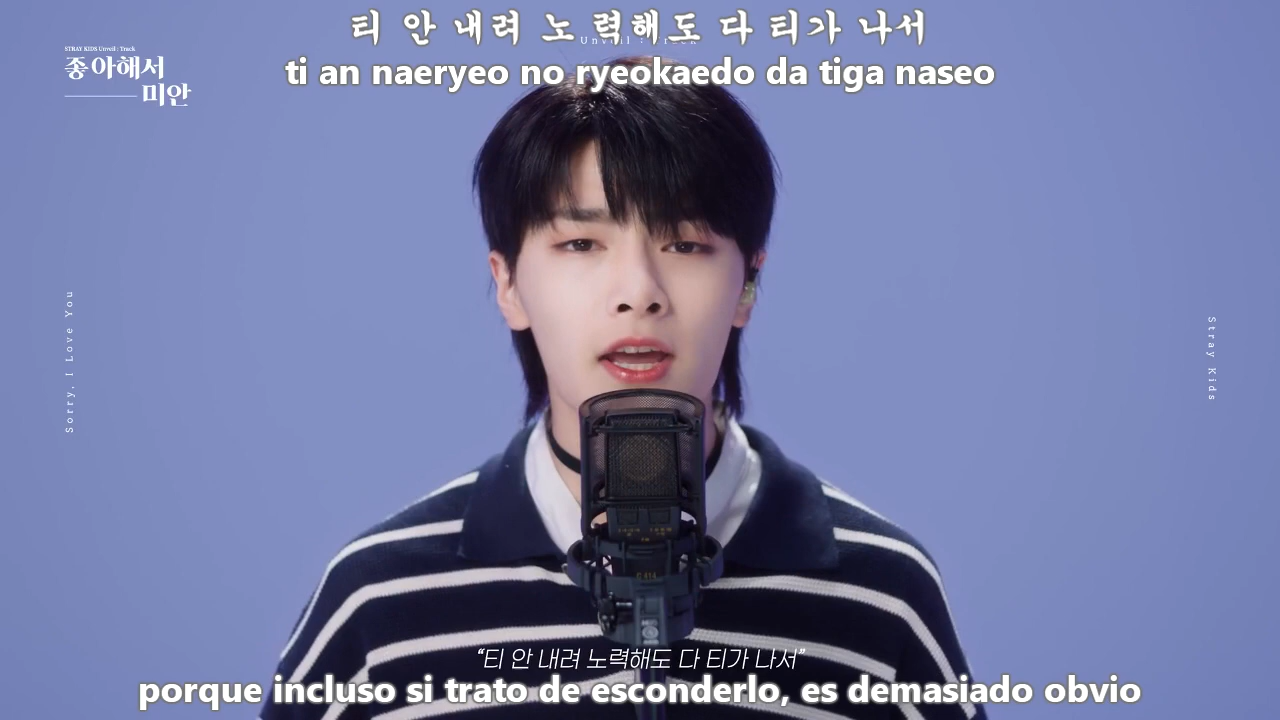 티 안 내려 노 력해도 다 티가 나서
Unveil : Track
ti an naeryeo no ryeokaedo da tiga naseo
STRAY KIDS Unveil : Track
좋아해서
미안
Sorry, I Love You
Stray Kids
C414
“티 안 내려 노력해도 다 티가 나서”
porque incluso si trato de esconderlo, es demasiado obvio